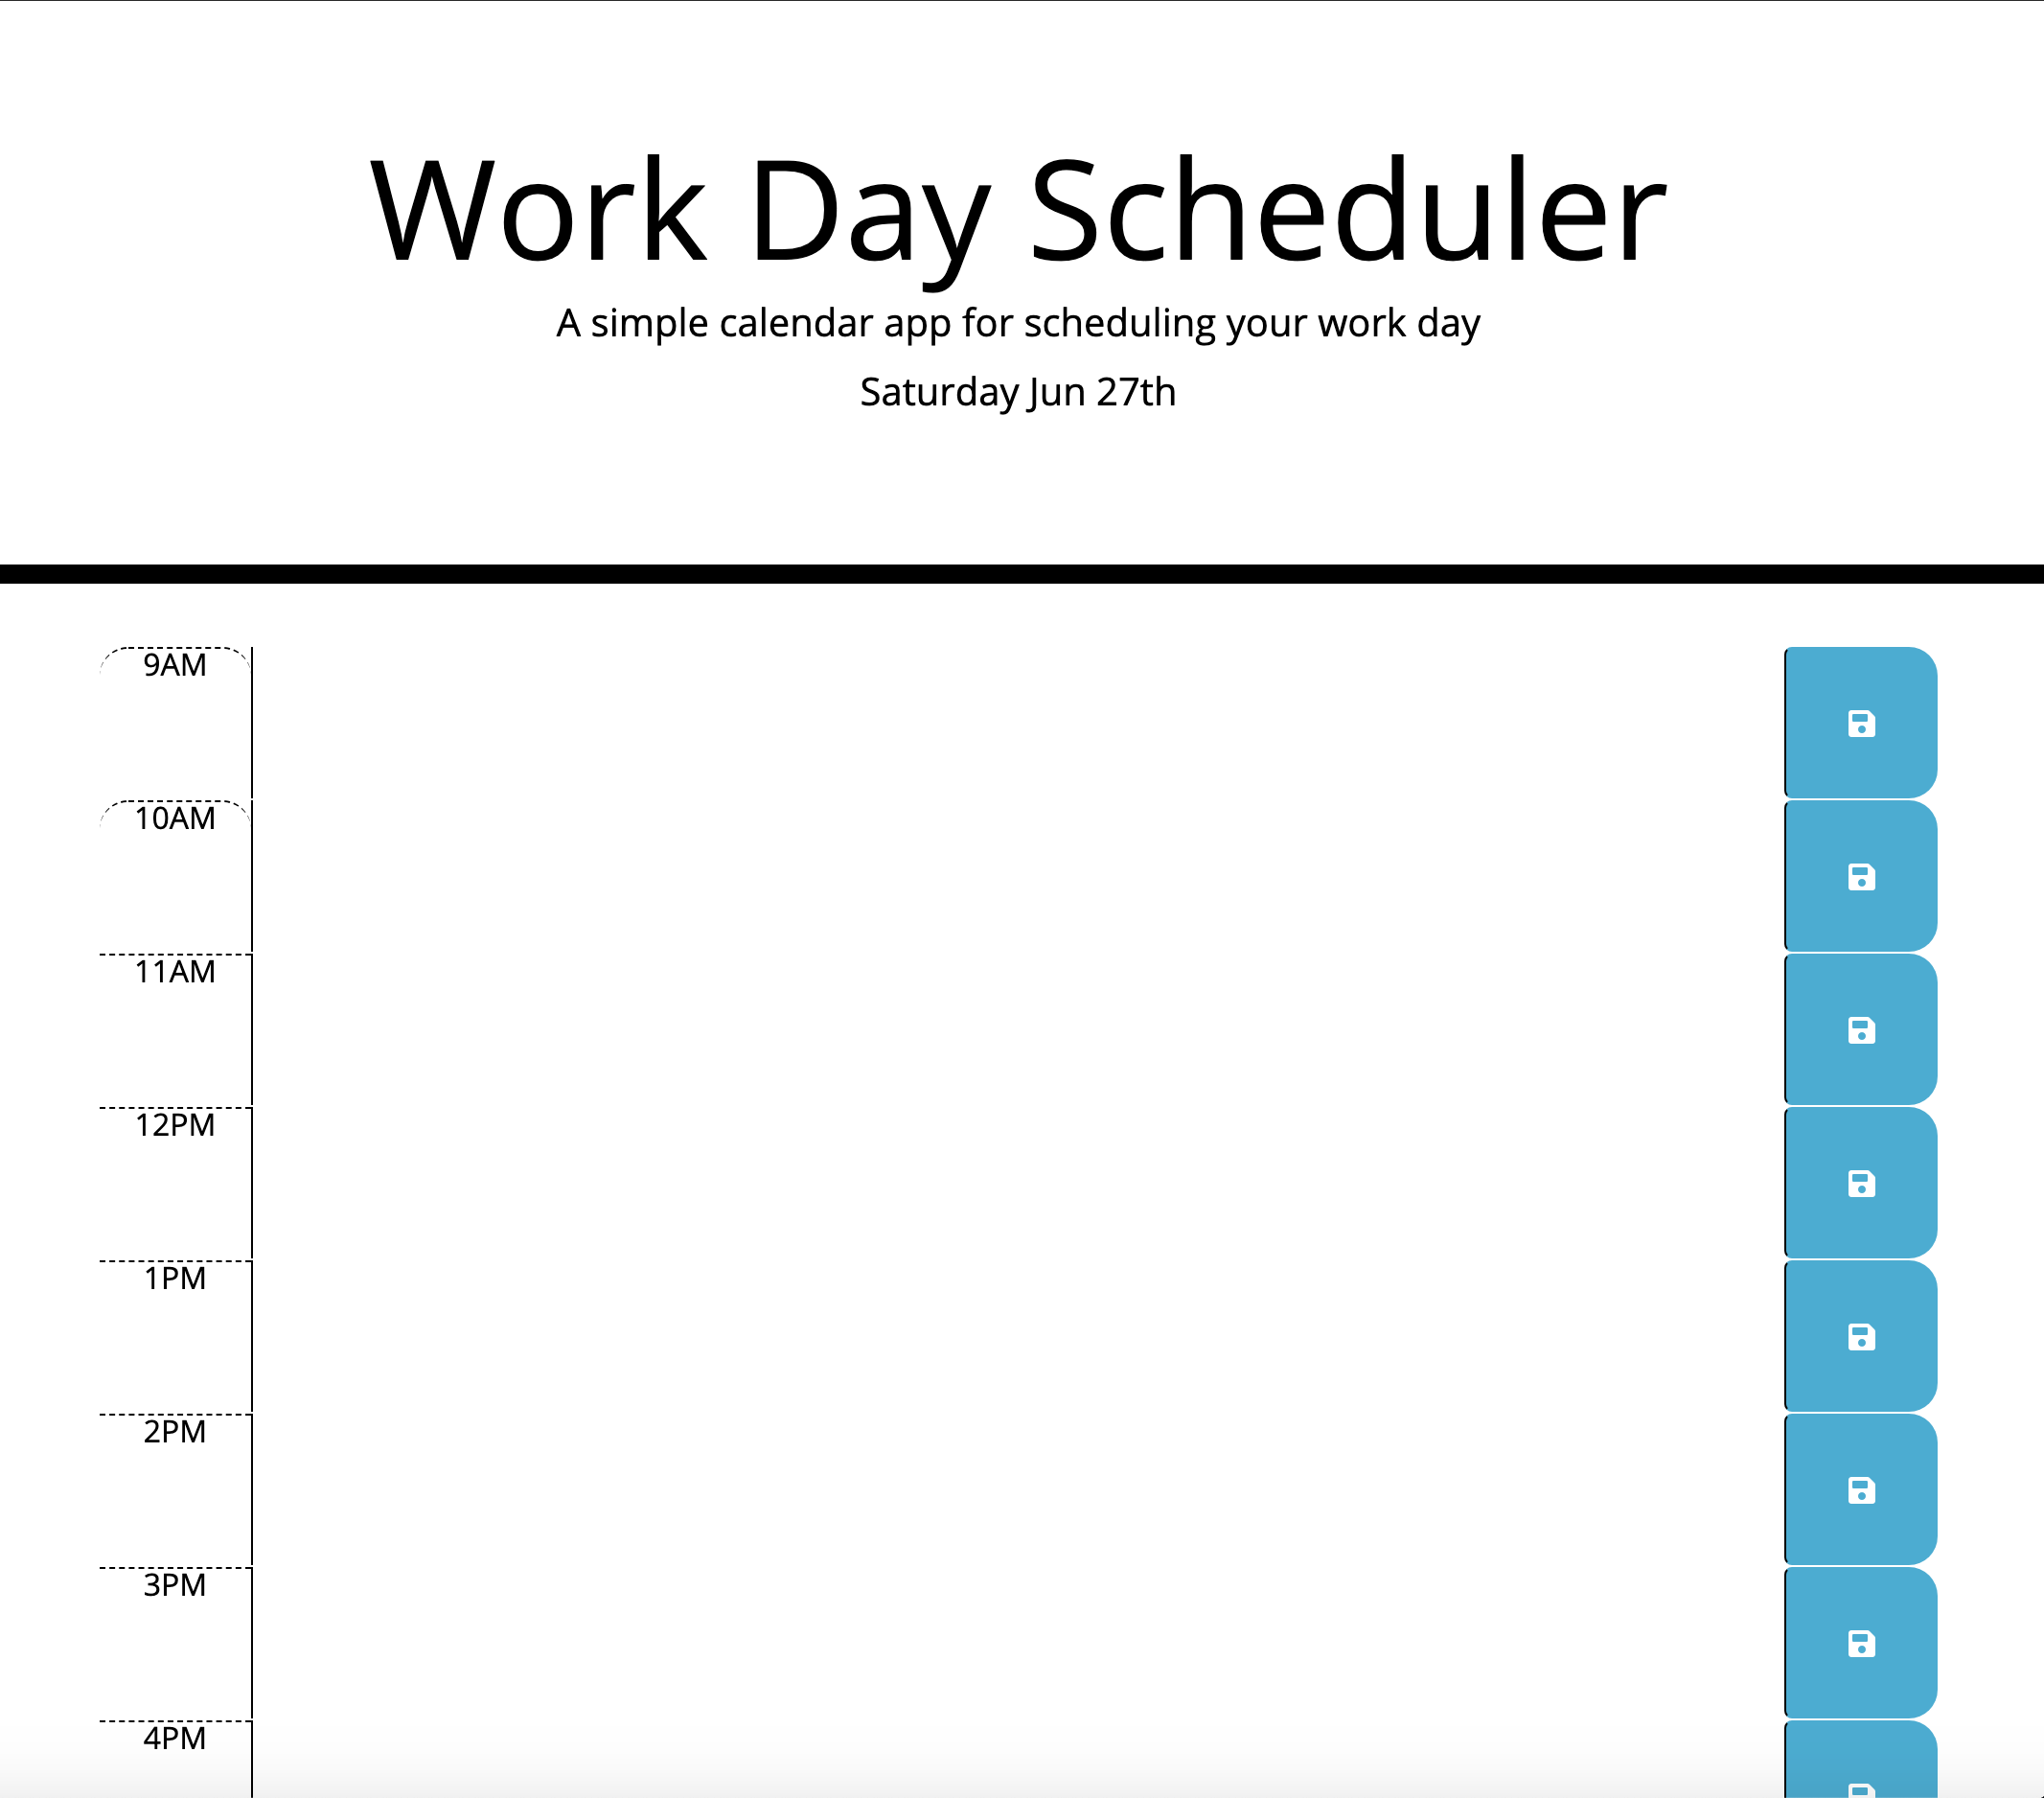 Work Day Scheduler
A simple calendar app for scheduling your work day
Saturday Jun 27th
9AM
10AM
11AM
12PM
1PM
2PM
3PM
4PM